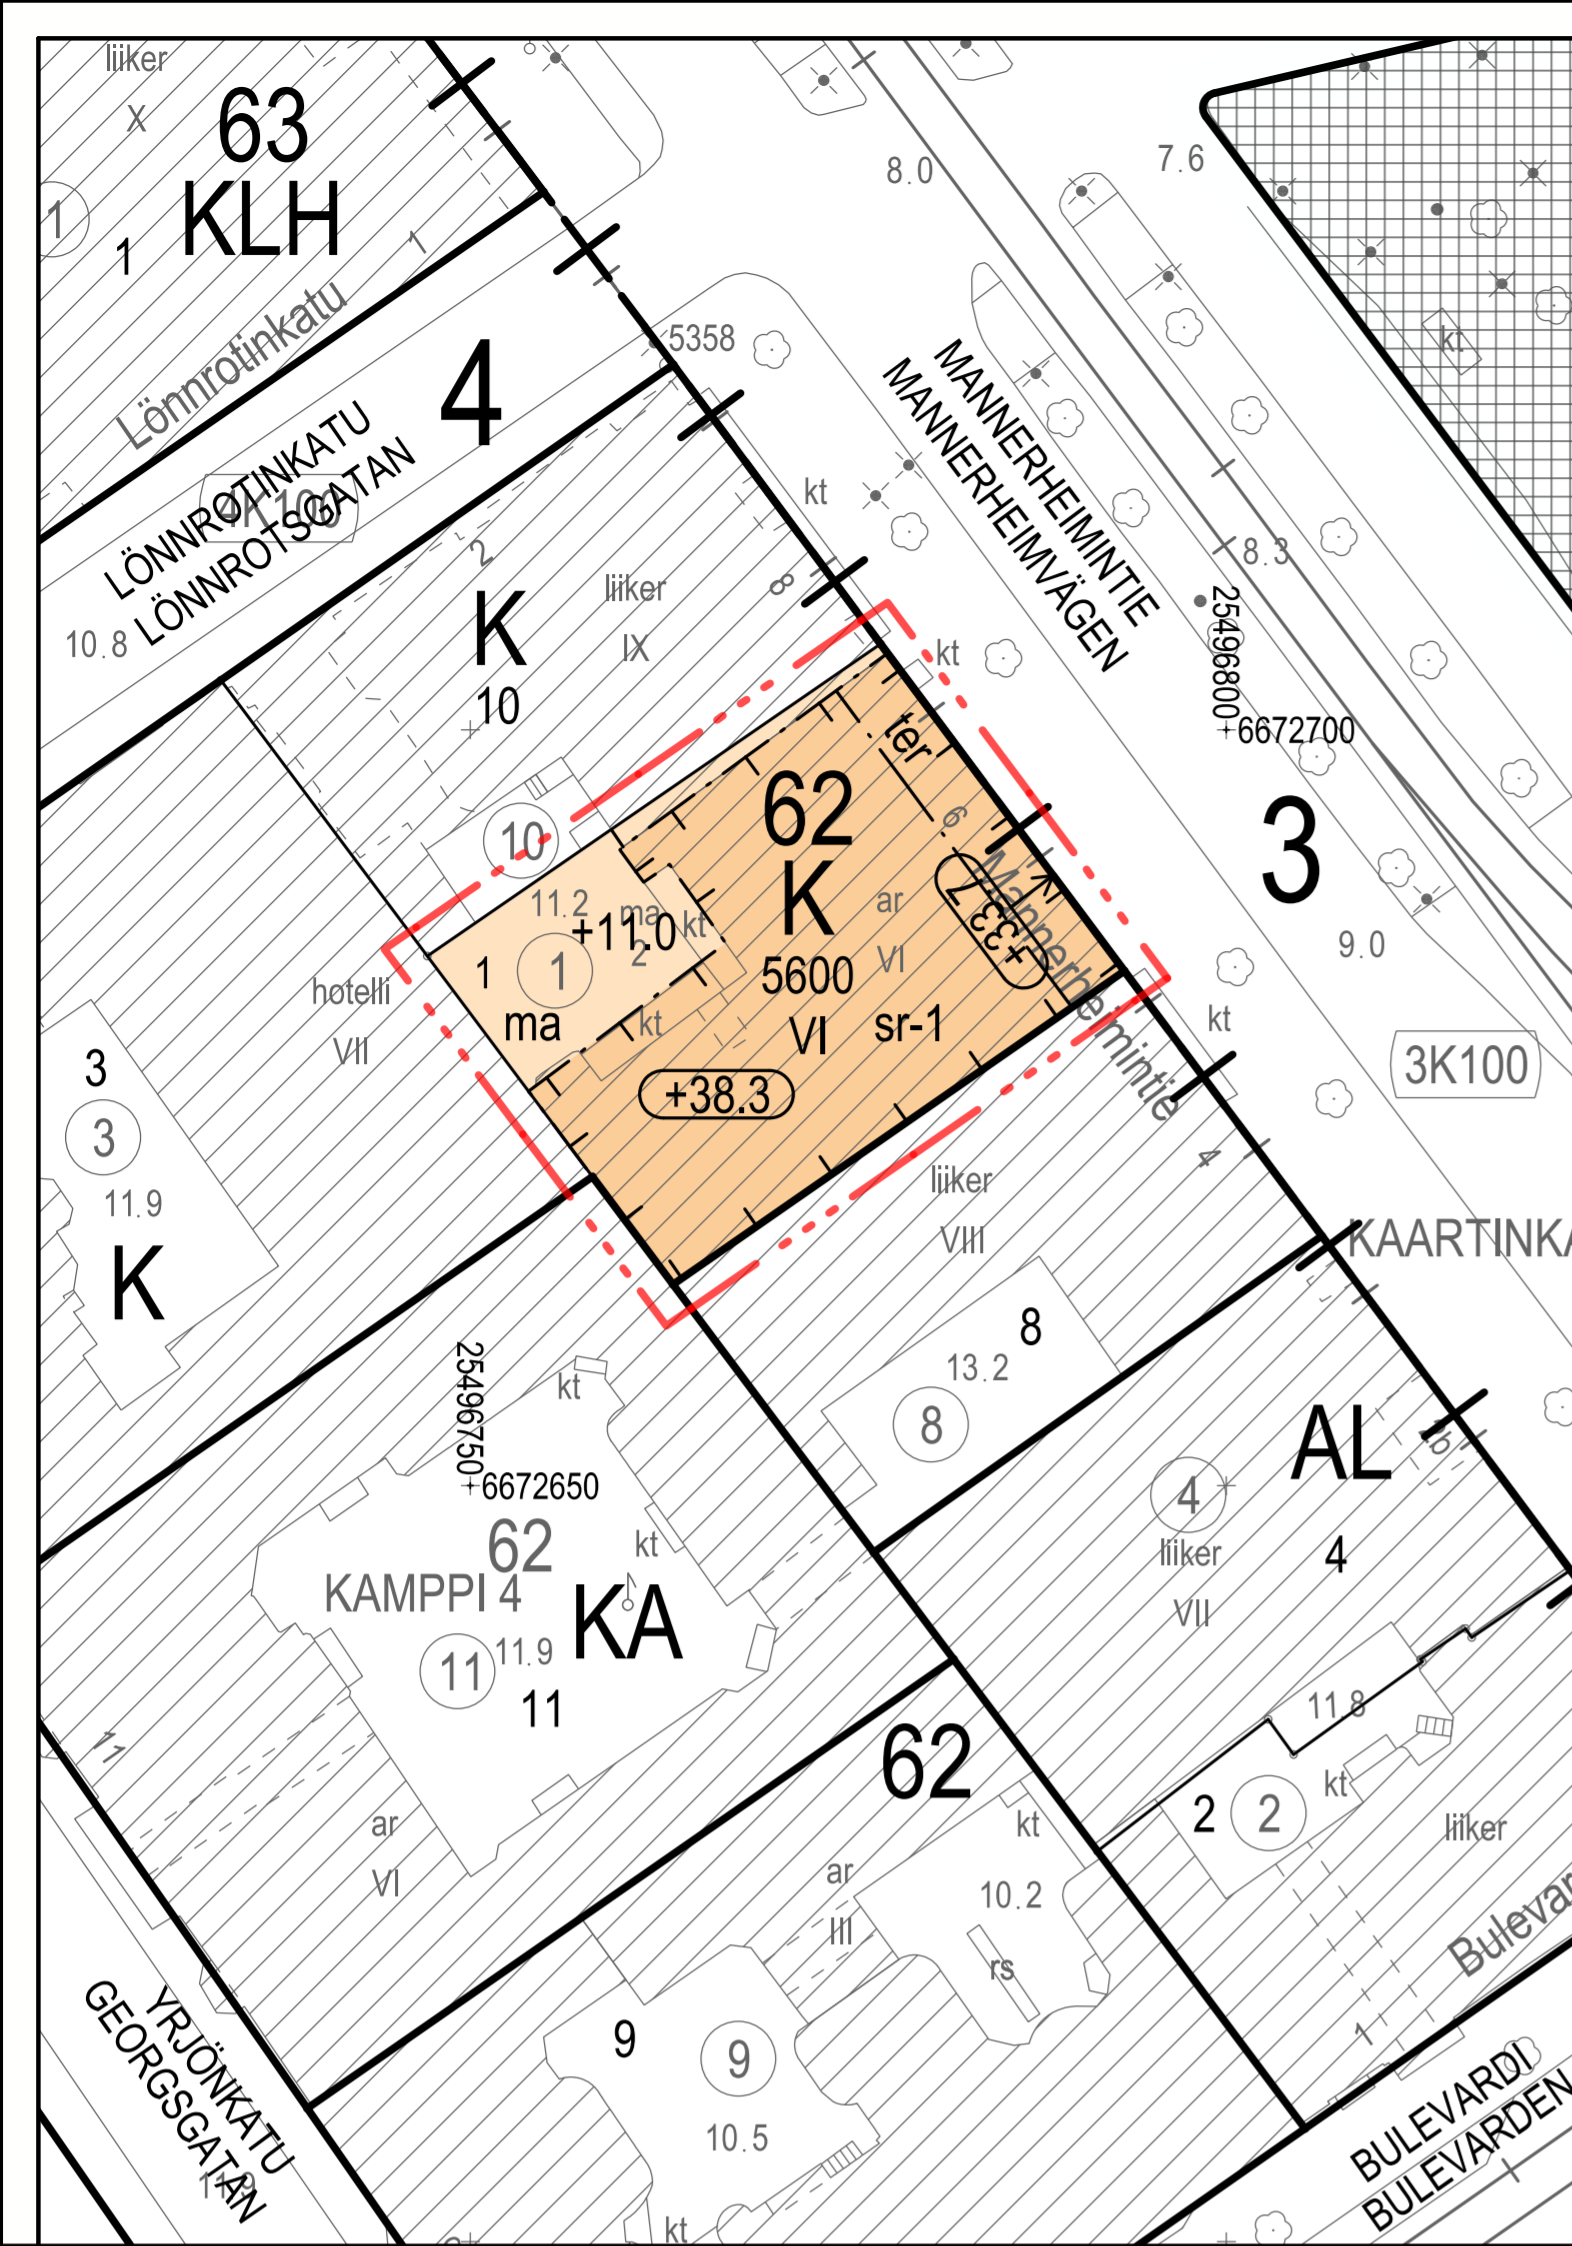 liiker
X
63
KLH
1
1
1
Lönnrotinkatu
LÖNNROTINKATU
LÖNNROTSGATAN
4K100
10.8
4
5358
8.0
7.6
kt
MANNERHEIMINTIE
MANNERHEIMVÄGEN
8.3
25496800
+6672700
kt
8
2
K
10
liiker
IX
kt
ter
6
10
11.2
ma
2
kt
+11.0
1
1
ma
kt
62
K
5600
VI
sr-1
ar
VI
+33.7
+38.3
Mannerheimintie
3
9.0
3K100
kt
hotelli
VII
3
3
11.9
K
4
liiker
VIII
KAARTINKA
8
13.2
8
25496750
+6672650
kt
62
KAMPPI 4
kt
KA
11
11.9
11
AL
4
liiker
VII
4
1b
11.8
2
2
kt
liiker
62
kt
11
ar
VI
ar
III
10.2
rs
Bulevar
1
YRJÖNKATU
GEORGSGATAN
9
9
10.5
kt
BULEVARDI
BULEVARDEN